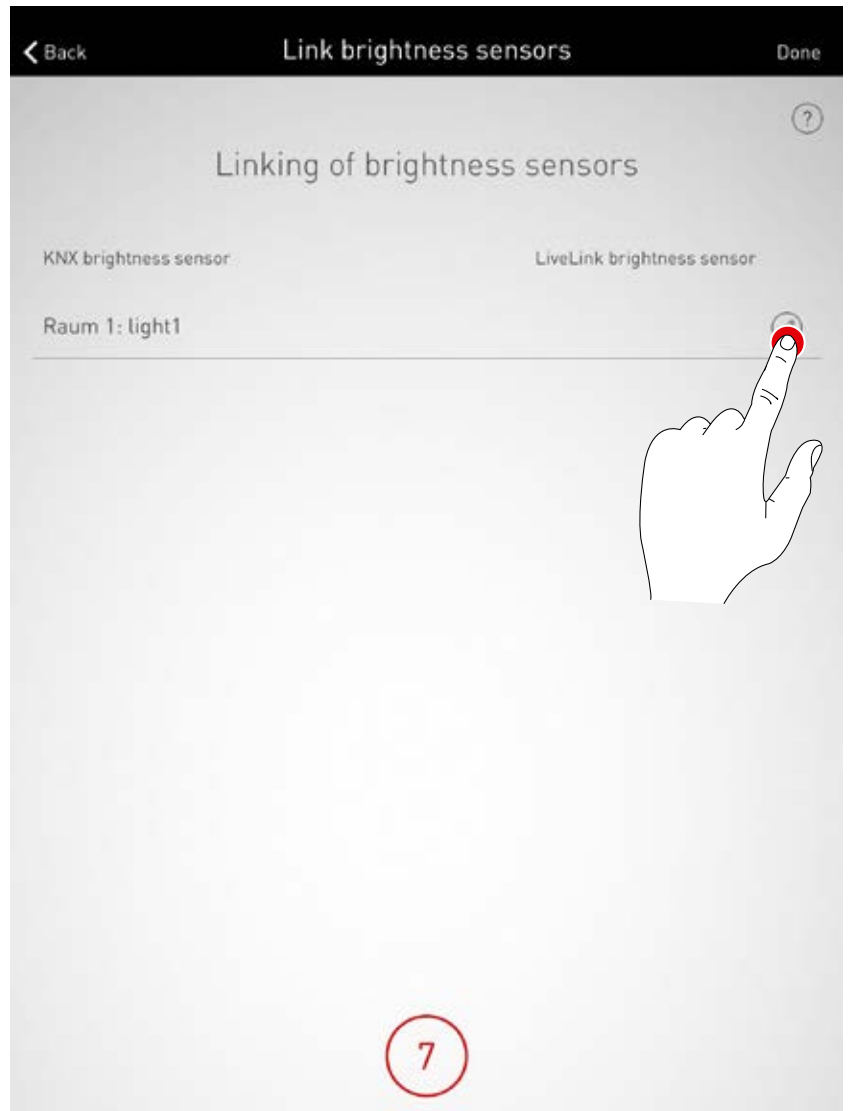 Back
Link brightness sensors
Done
?
Linking of brightness sensors
KNX brightness sensor
LiveLink brightness sensor
Raum 1: light1
7